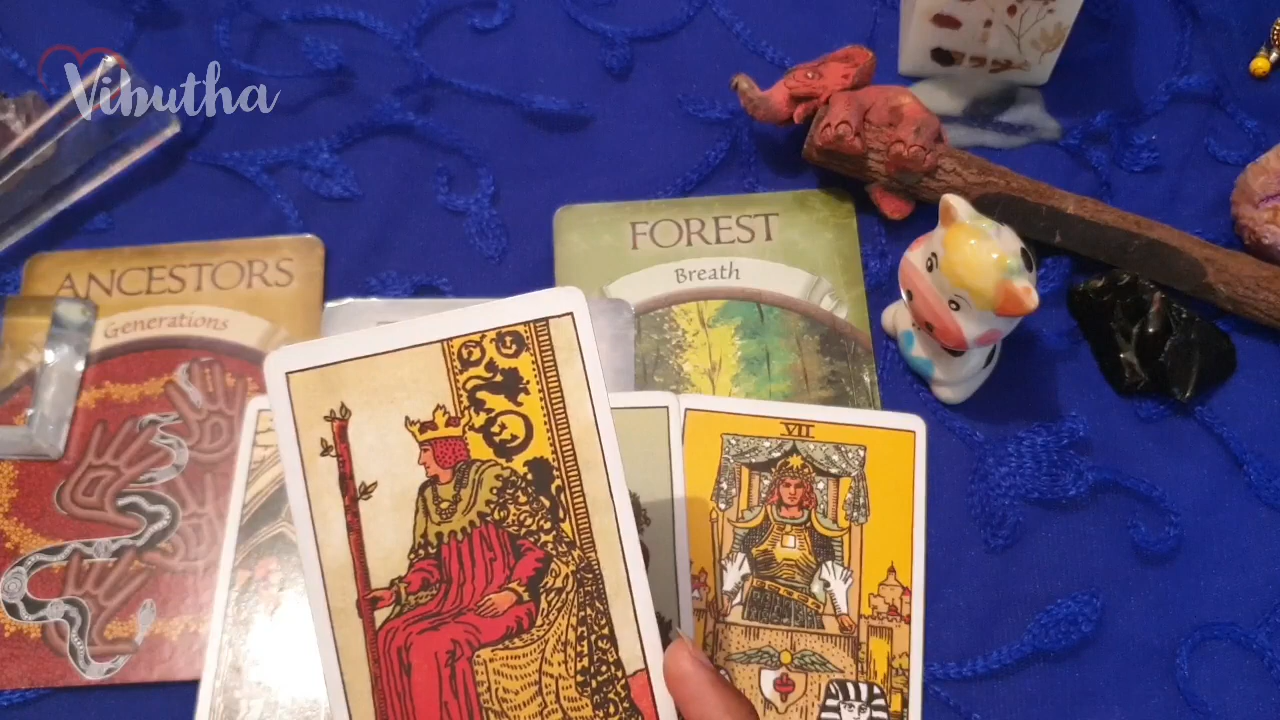 Vibutha
ANCESTORS
Generations
FOREST
Breath
VII